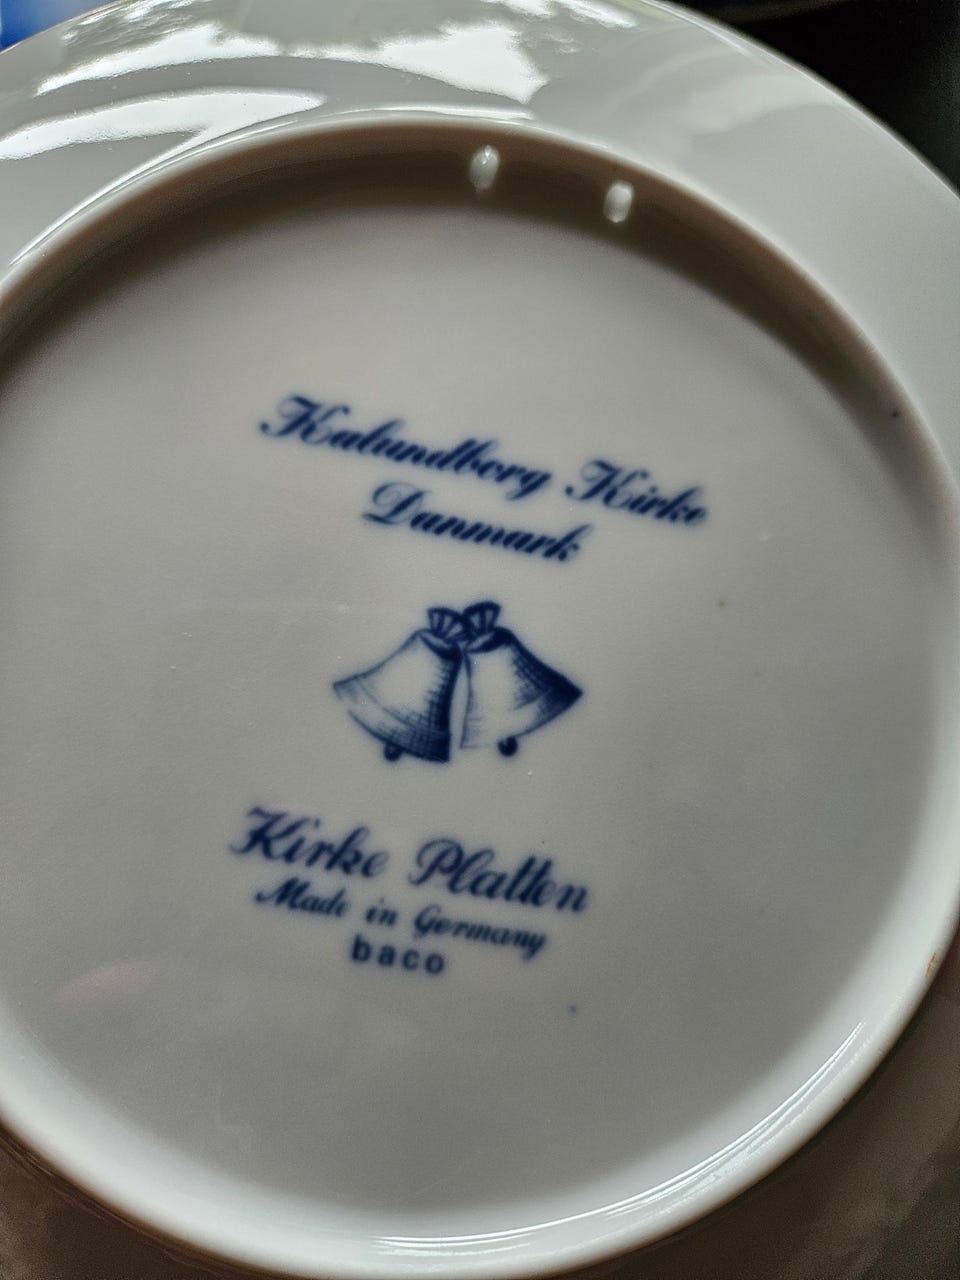 Kalundborg Kirke
Danmark
Kirke Platten
Made in Germany
baco